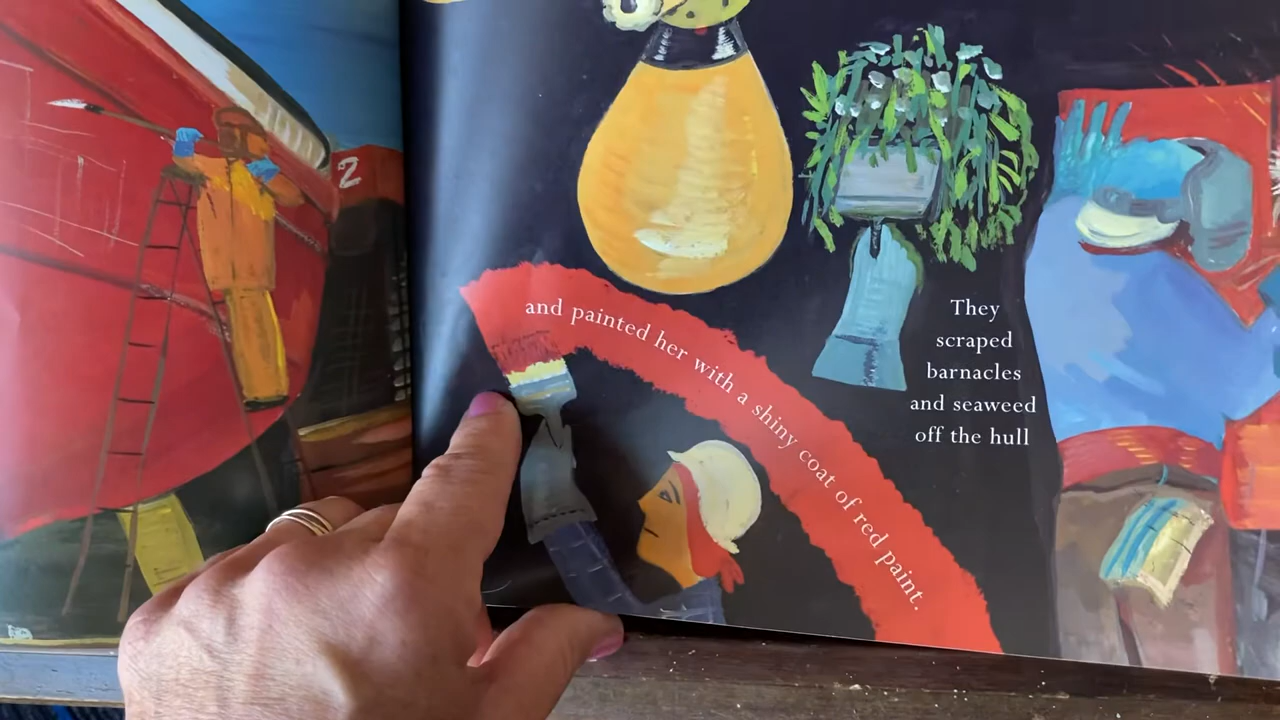 2
They
scraped
barnacles
and seaweed
off the hull
and painted her with a shiny coat of red paint.